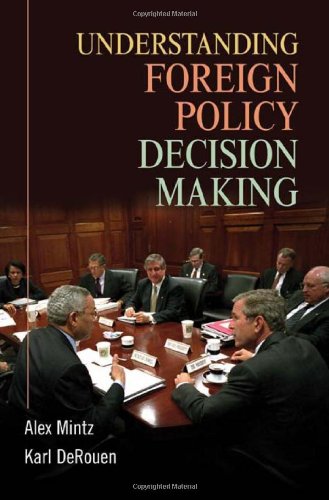 UNDERSTANDING
FOREIGN
POLICY
DECISION
MAKING
Alex Mintz
Karl DeRouen